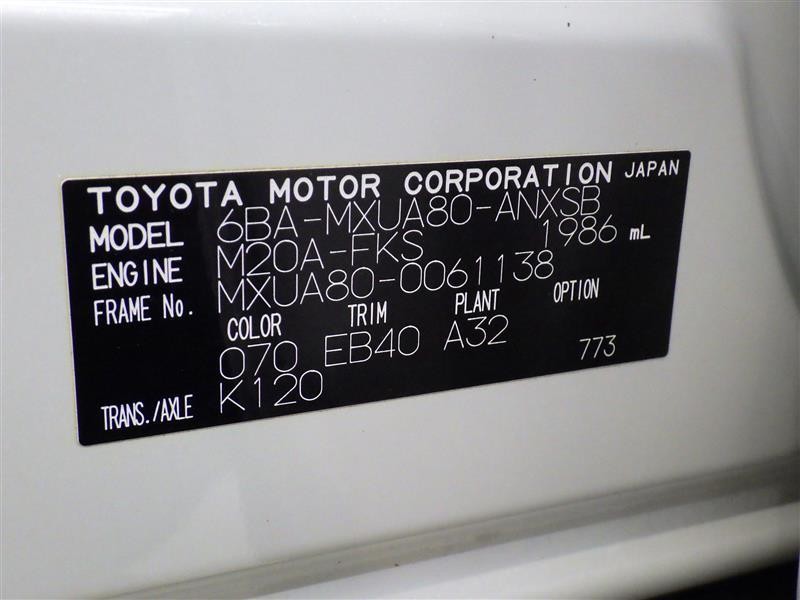 TOYOTA MOTOR CORPORATION JAPAN
MODEL 6BA-MXUA80-ANXSB
ENGINE M20A-FKS 1986 mL
FRAME No. MXUA80-0061138
COLOR TRIM PLANT OPTION
070 EB40 A32 773
TRANS./AXLE K120